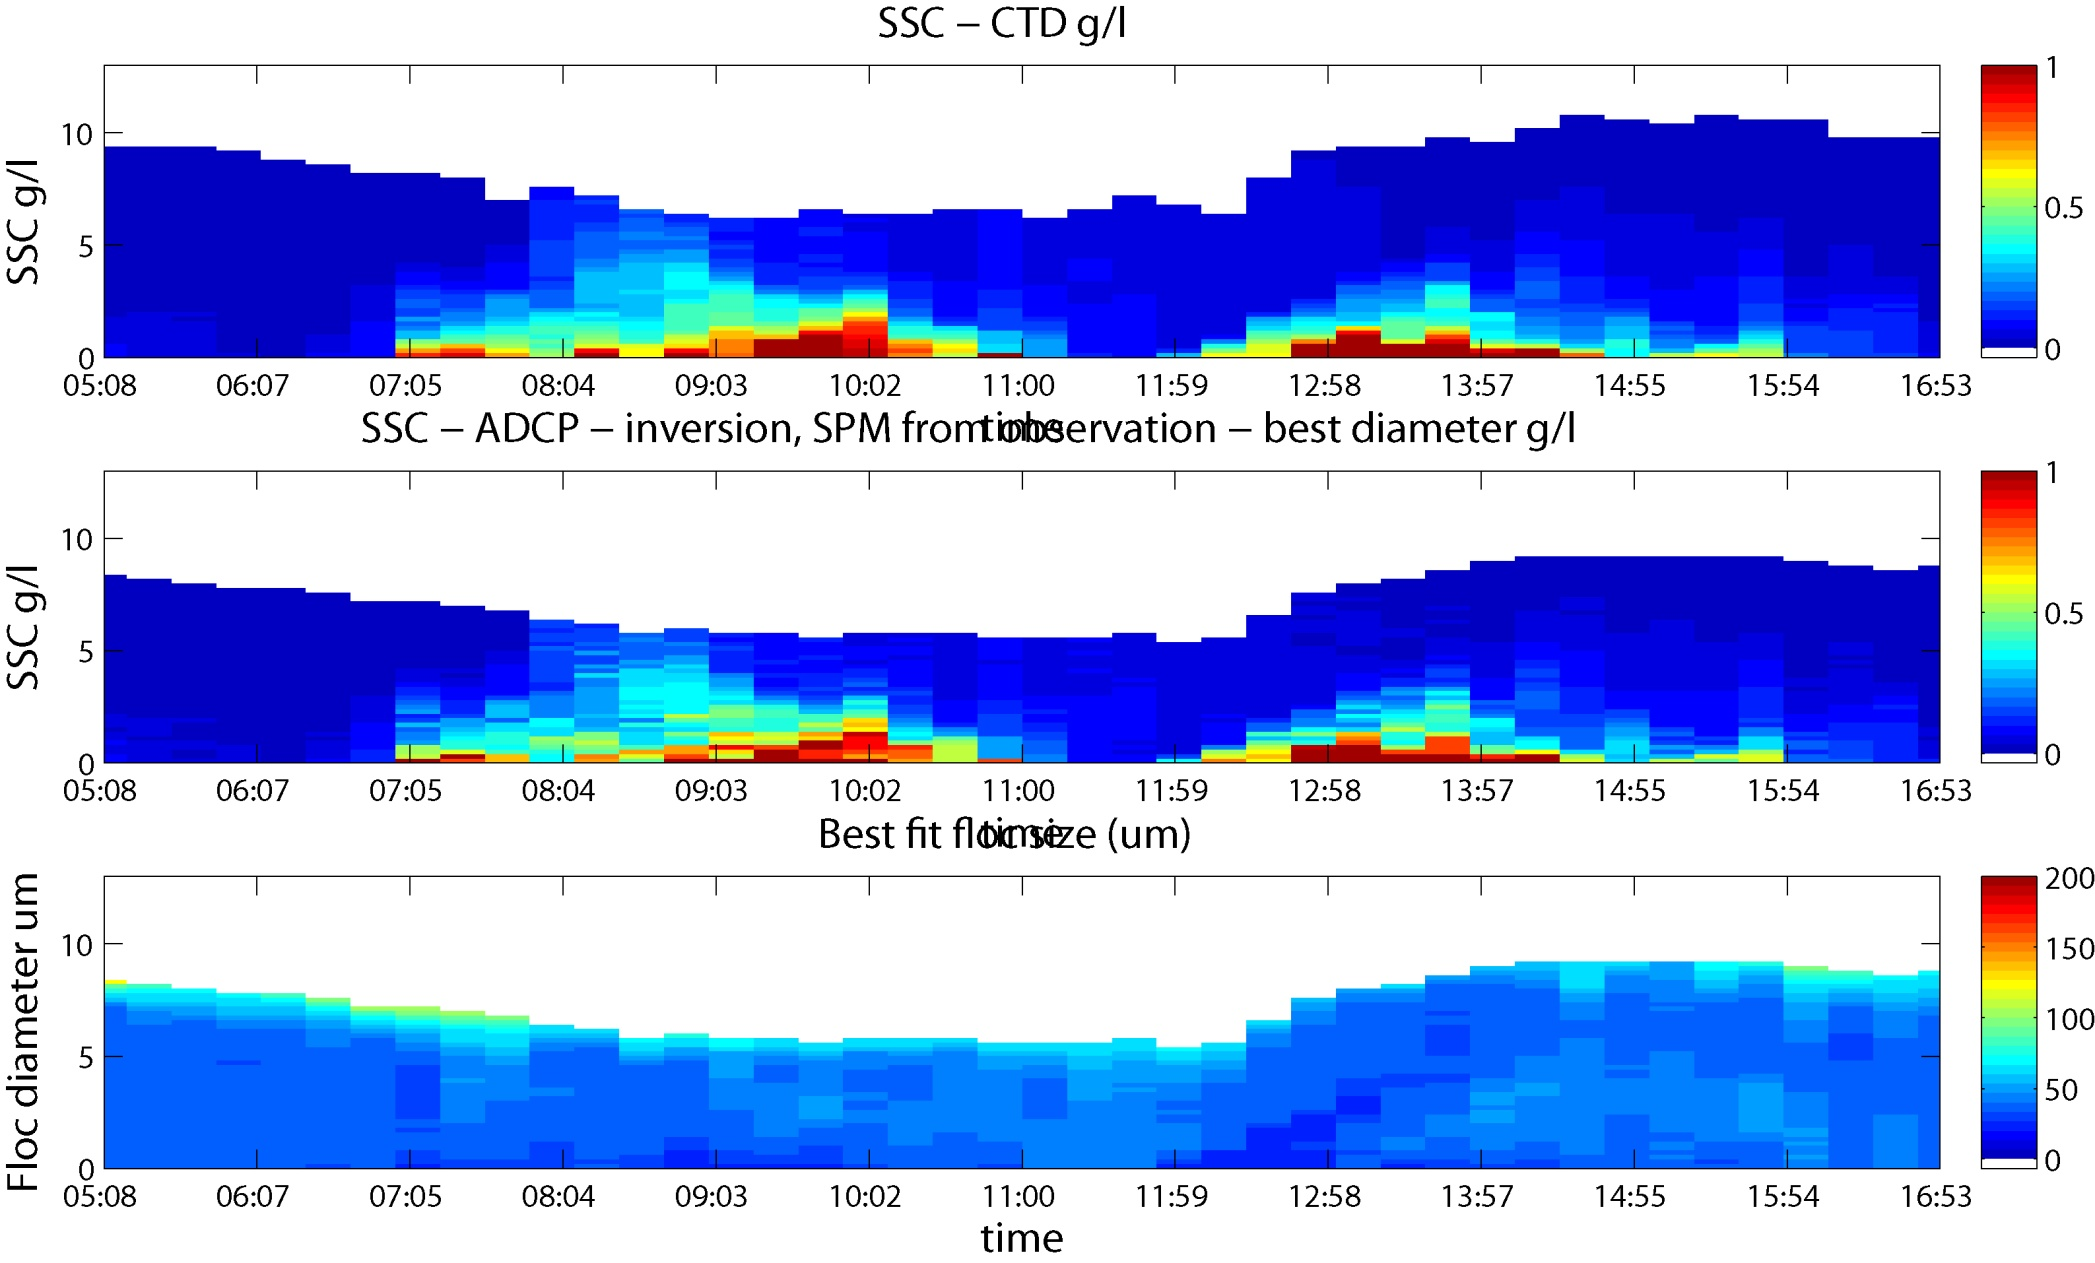 SSC – CTD g/l
SSC g/l
10
5
0
1
0.5
0
05:08 06:07 07:05 08:04 09:03 10:02 11:00 11:59 12:58 13:57 14:55 15:54 16:53
time
SSC – ADCP – inversion, SPM from observation – best diameter g/l
SSC g/l
10
5
0
1
0.5
0
05:08 06:07 07:05 08:04 09:03 10:02 11:00 11:59 12:58 13:57 14:55 15:54 16:53
time
Best fit floc size (um)
Floc diameter um
10
5
0
200
150
100
50
0
05:08 06:07 07:05 08:04 09:03 10:02 11:00 11:59 12:58 13:57 14:55 15:54 16:53
time